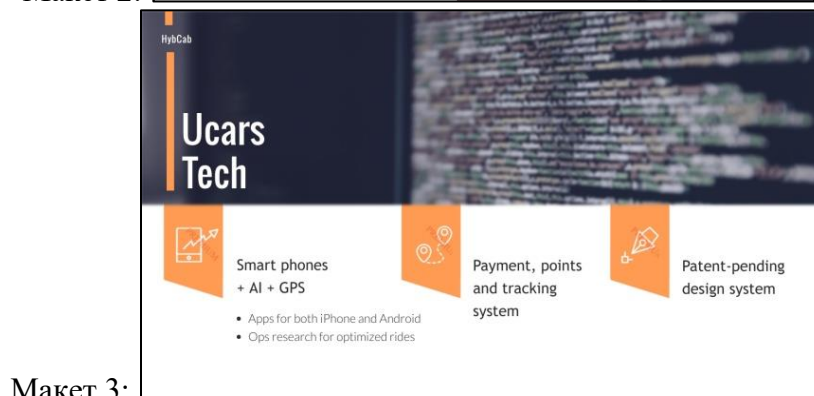 Макет 2:
HybCab
Ucars
Tech
Smart phones
+ AI + GPS
• Apps for both iPhone and Android
• Ops research for optimized rides
Payment, points
and tracking
system
Patent-pending
design system
Макет 3: